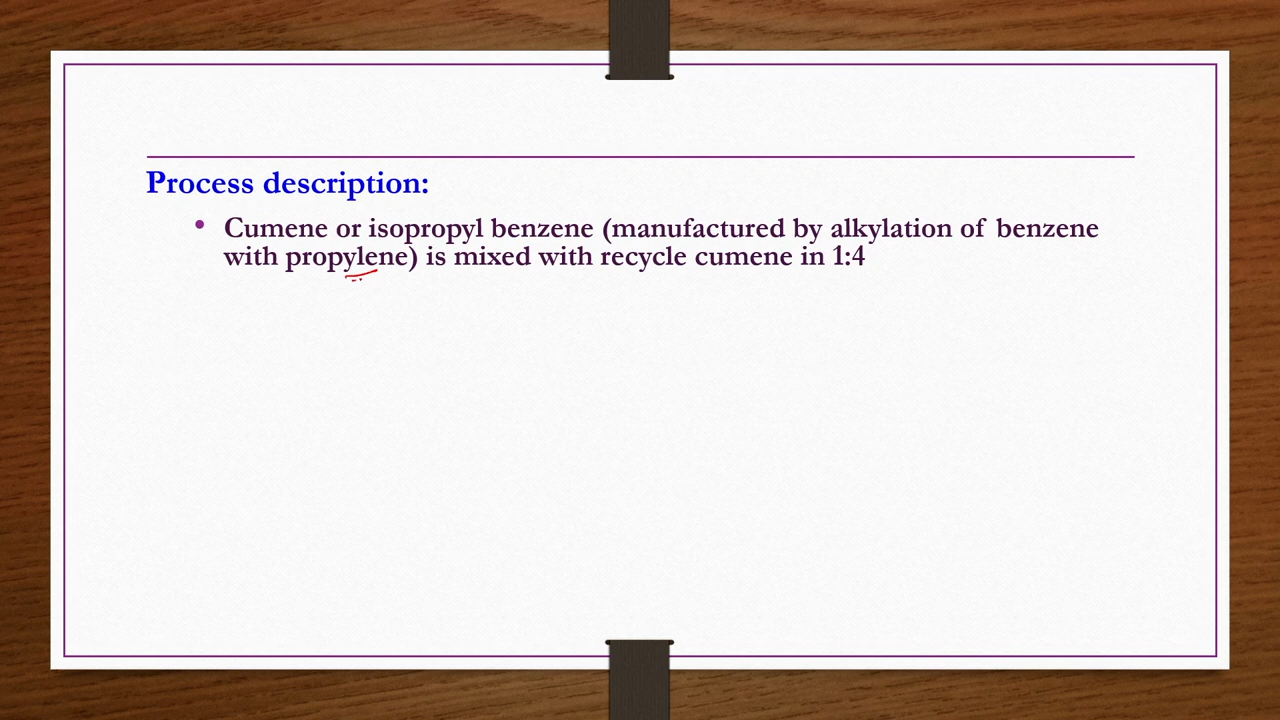 Process description:
• Cumene or isopropyl benzene (manufactured by alkylation of benzene
with propylene) is mixed with recycle cumene in 1:4